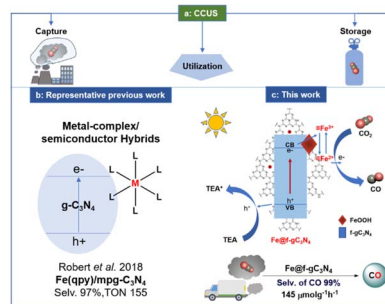 a: CCUS
Capture
Storage
Utilization
b: Representative previous work
Metal-complex/
semiconductor Hybrids
L
L L
M
L L
L
e-
g-C₃N₄
h+
Robert et al. 2018
Fe(qpy)/mpg-C₃N₄
Selv. 97%, TON 155
c: This work
CB
e-
≡Fe³⁺
≡Fe²⁺
e-
CO₂
CO
TEA⁺
h⁺
h⁺
VB
TEA
Fe@f-gC₃N₄
FeOOH
f-gC₃N₄
Fe@f-gC₃N₄
Selv. of CO 99%
145 μmolg⁻¹h⁻¹
CO